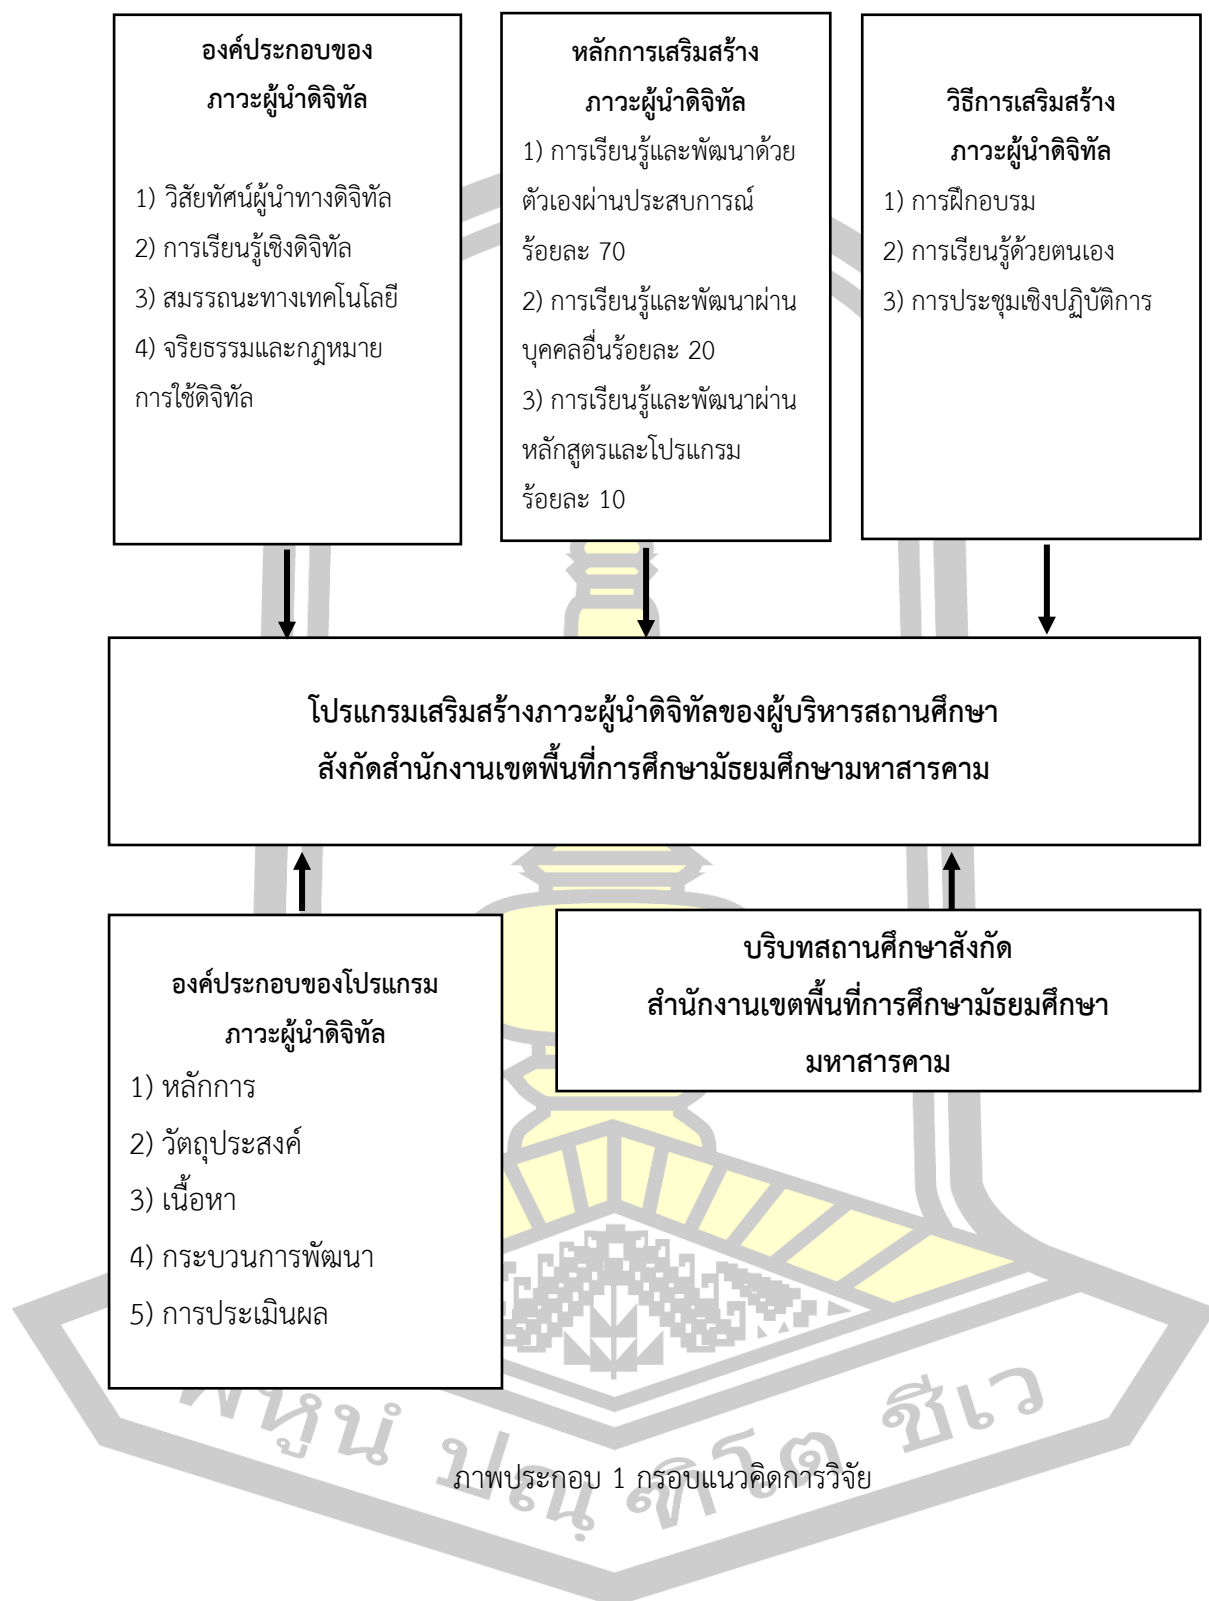 องค์ประกอบของ
ภาวะผู้นำดิจิทัล
1) วิสัยทัศน์ผู้นำทางดิจิทัล
2) การเรียนรู้เชิงดิจิทัล
3) สมรรถนะทางเทคโนโลยี
4) จริยธรรมและกฎหมาย
การใช้ดิจิทัล
หลักการเสริมสร้าง
ภาวะผู้นำดิจิทัล
1) การเรียนรู้และพัฒนาด้วย
ตัวเองผ่านประสบการณ์
ร้อยละ 70
2) การเรียนรู้และพัฒนาผ่าน
บุคคลอื่นร้อยละ 20
3) การเรียนรู้และพัฒนาผ่าน
หลักสูตรและโปรแกรม
ร้อยละ 10
วิธีการเสริมสร้าง
ภาวะผู้นำดิจิทัล
1) การฝึกอบรม
2) การเรียนรู้ด้วยตนเอง
3) การประชุมเชิงปฏิบัติการ
โปรแกรมเสริมสร้างภาวะผู้นำดิจิทัลของผู้บริหารสถานศึกษา
สังกัดสำนักงานเขตพื้นที่การศึกษามัธยมศึกษามหาสารคาม
องค์ประกอบของโปรแกรม
ภาวะผู้นำดิจิทัล
1) หลักการ
2) วัตถุประสงค์
3) เนื้อหา
4) กระบวนการพัฒนา
5) การประเมินผล
บริบทสถานศึกษาสังกัด
สำนักงานเขตพื้นที่การศึกษามัธยมศึกษา
มหาสารคาม
พหูนํ ปณฺฑิโต ชีเว
ภาพประกอบ 1 กรอบแนวคิดการวิจัย